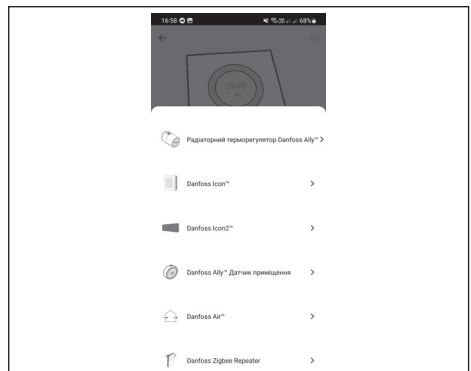 16:58
68%
Danfoss
Радіаторний терморегулятор Danfoss Ally™
Danfoss Icon™
Danfoss Icon2™
Danfoss Ally™ Датчик приміщення
Danfoss Air™
Danfoss Zigbee Repeater